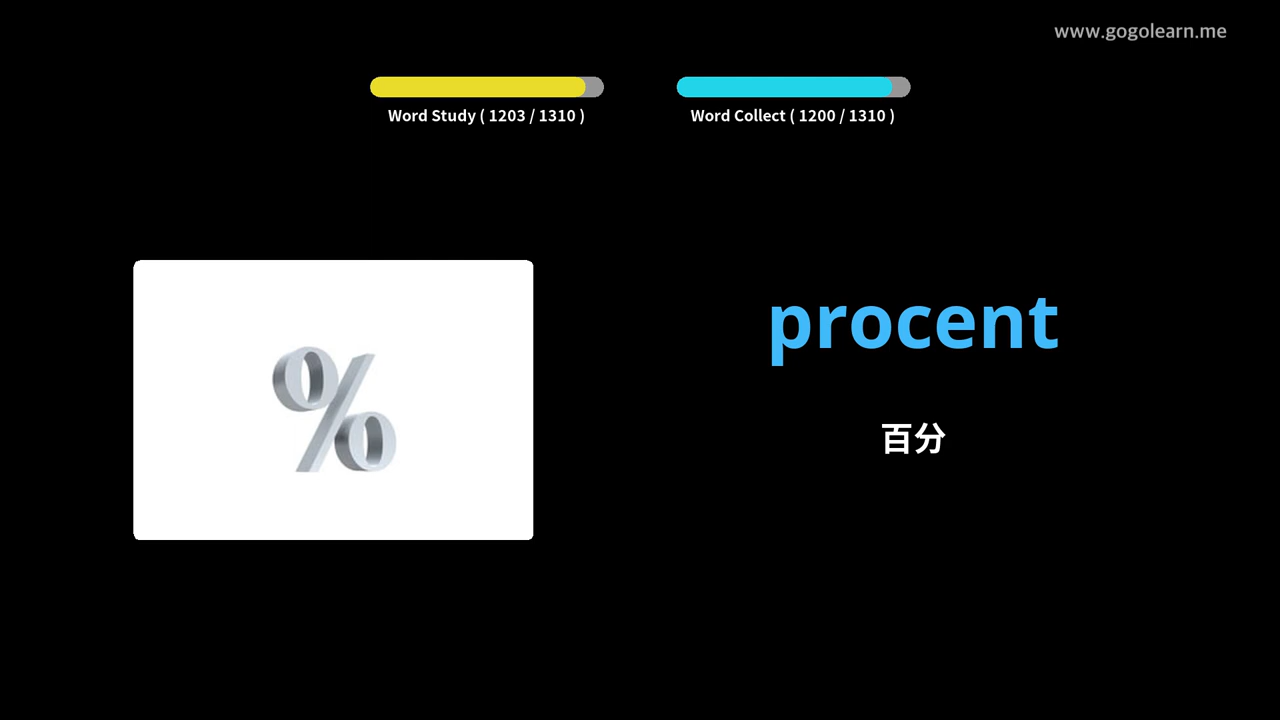 www.gogolearn.me
Word Study ( 1203 / 1310 )
Word Collect ( 1200 / 1310 )
%
procent
百分